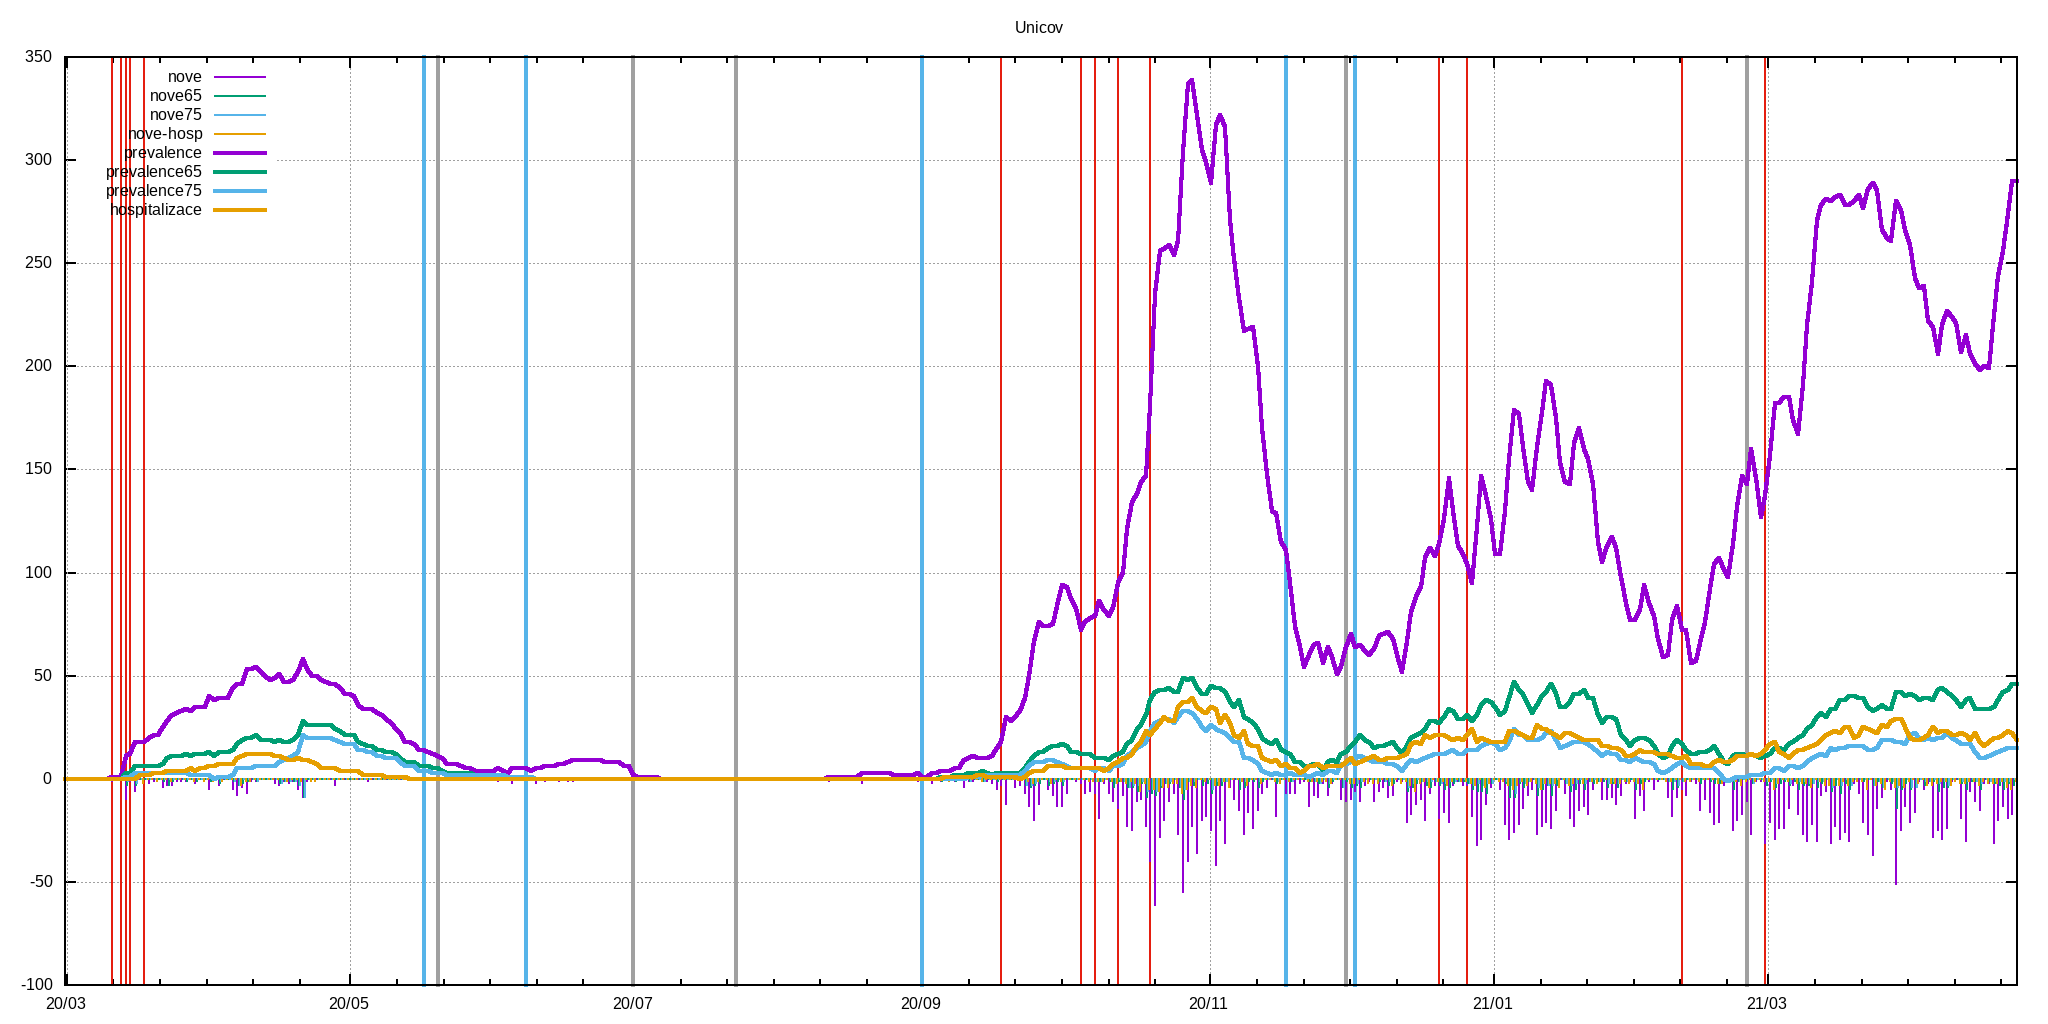 Unicov
350
300
250
200
150
100
50
0
-50
-100
nove
nove65
nove75
nove-hosp
prevalence
prevalence65
prevalence75
hospitalizace
20/03
20/05
20/07
20/09
20/11
21/01
21/03